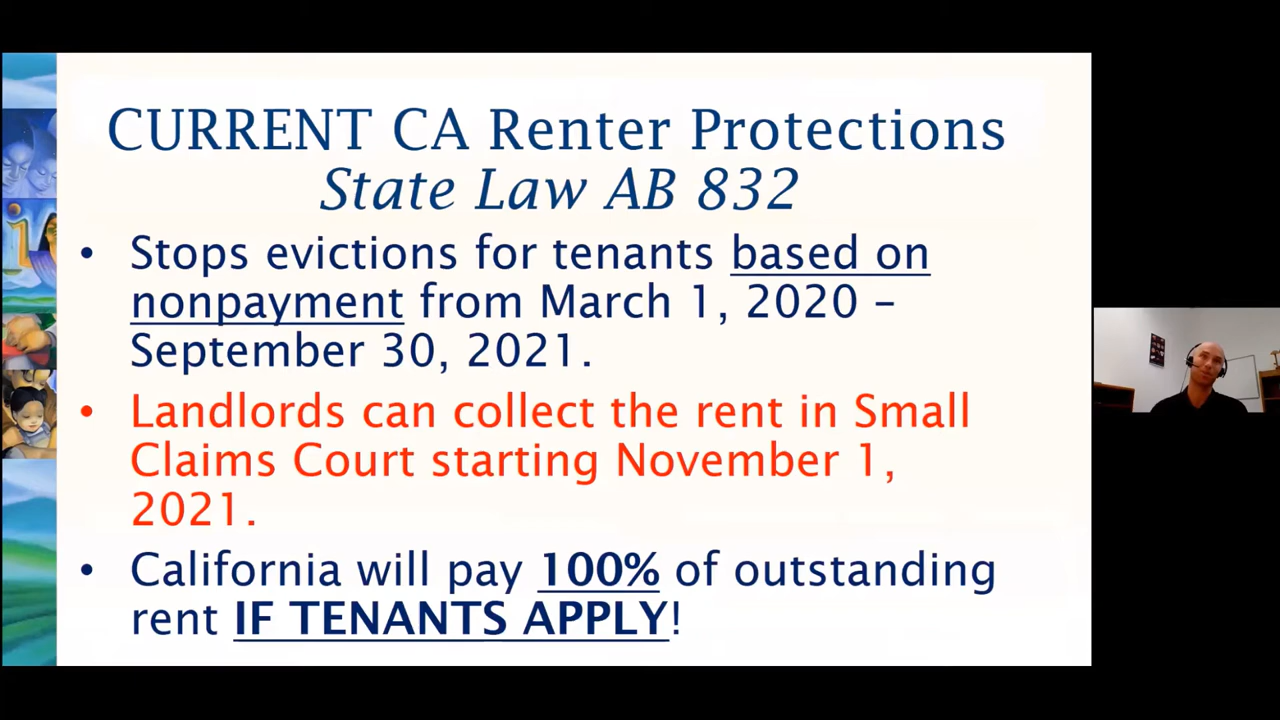 CURRENT CA Renter Protections
State Law AB 832
• Stops evictions for tenants based on
nonpayment from March 1, 2020 –
September 30, 2021.
• Landlords can collect the rent in Small
Claims Court starting November 1,
2021.
• California will pay 100% of outstanding
rent IF TENANTS APPLY!